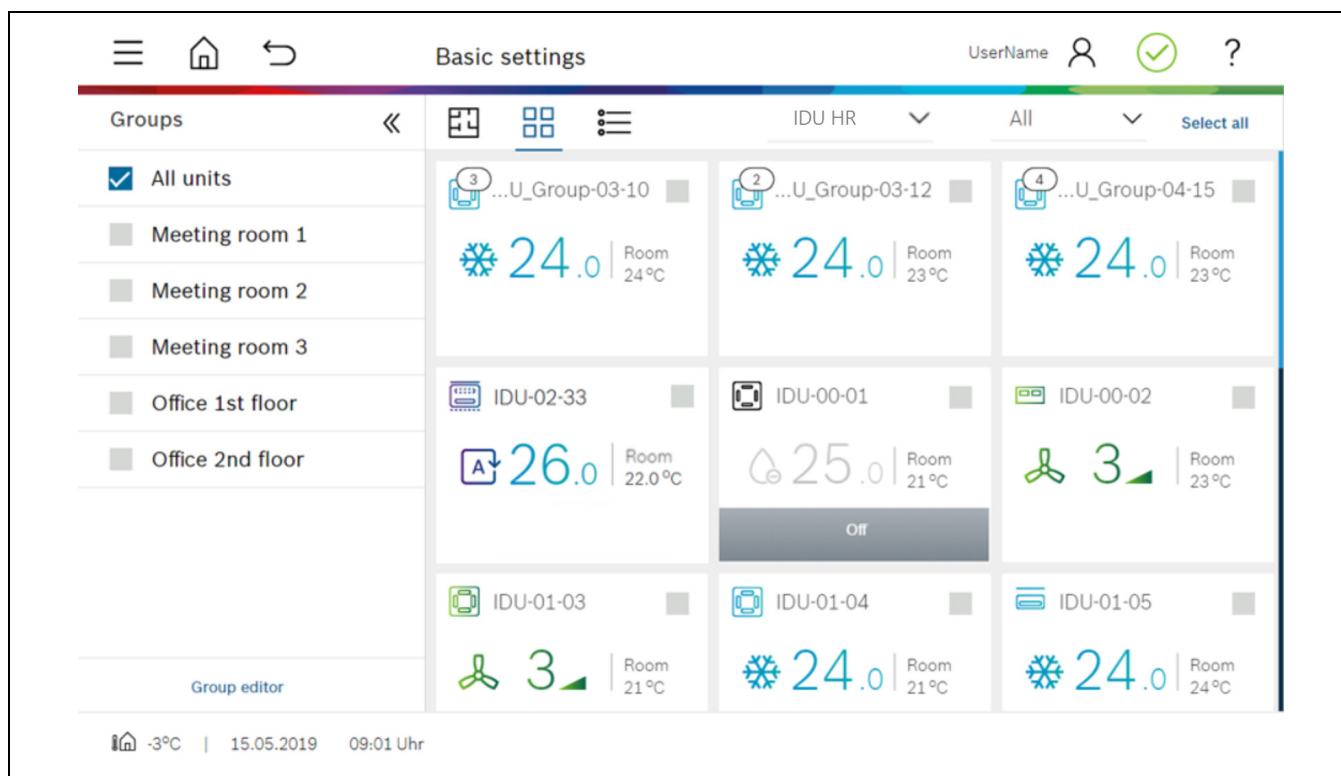 Basic settings
UserName
?
Groups
IDU HR
All
Select all
All units
Meeting room 1
Meeting room 2
Meeting room 3
Office 1st floor
Office 2nd floor
Group editor
3 ...U_Group-03-10
24.0
Room
24 °C
2 ...U_Group-03-12
24.0
Room
23 °C
4 ...U_Group-04-15
24.0
Room
23 °C
IDU-02-33
A 26.0
Room
22.0 °C
IDU-00-01
25.0
Room
21 °C
Off
IDU-00-02
3
Room
23 °C
IDU-01-03
3
Room
21 °C
IDU-01-04
24.0
Room
21 °C
IDU-01-05
24.0
Room
24 °C
-3°C | 15.05.2019 09:01 Uhr